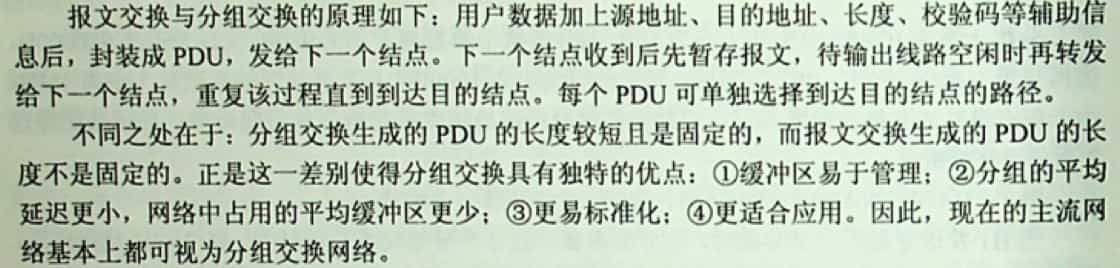 报文交换与分组交换的原理如下：用户数据加上源地址、目的地址、长度、校验码等辅助信
息后，封装成 PDU，发给下一个结点。下一个结点收到后先暂存报文，待输出线路空闲时再转发
给下一个结点，重复该过程直到到达目的结点。每个 PDU 可单独选择到达目的结点的路径。
不同之处在于：分组交换生成的 PDU 的长度较短且是固定的，而报文交换生成的 PDU 的长
度不是固定的。正是这一差别使得分组交换具有独特的优点：①缓冲区易于管理；②分组的平均
延迟更小，网络中占用的平均缓冲区更少；③更易标准化；④更适合应用。因此，现在的主流网
络基本上都可视为分组交换网络。